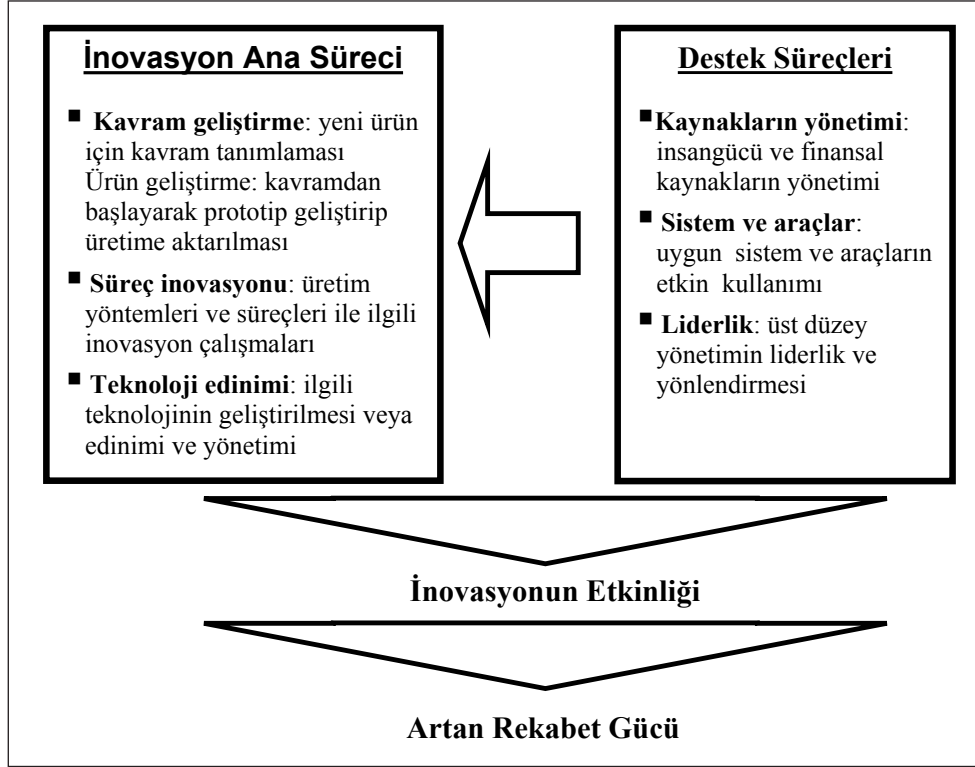 İnovasyon Ana Süreci
▪ Kavram geliştirme: yeni ürün
için kavram tanımlaması
Ürün geliştirme: kavramdan
başlayarak prototip geliştirip
üretime aktarılması
▪ Süreç inovasyonu: üretim
yöntemleri ve süreçleri ile ilgili
inovasyon çalışmaları
▪ Teknoloji edinimi: ilgili
teknolojinin geliştirilmesi veya
edinimi ve yönetimi
Destek Süreçleri
▪ Kaynakların yönetimi:
insangücü ve finansal
kaynakların yönetimi
▪ Sistem ve araçlar:
uygun sistem ve araçların
etkin kullanımı
▪ Liderlik: üst düzey
yönetimin liderlik ve
yönlendirmesi
İnovasyonun Etkinliği
Artan Rekabet Gücü